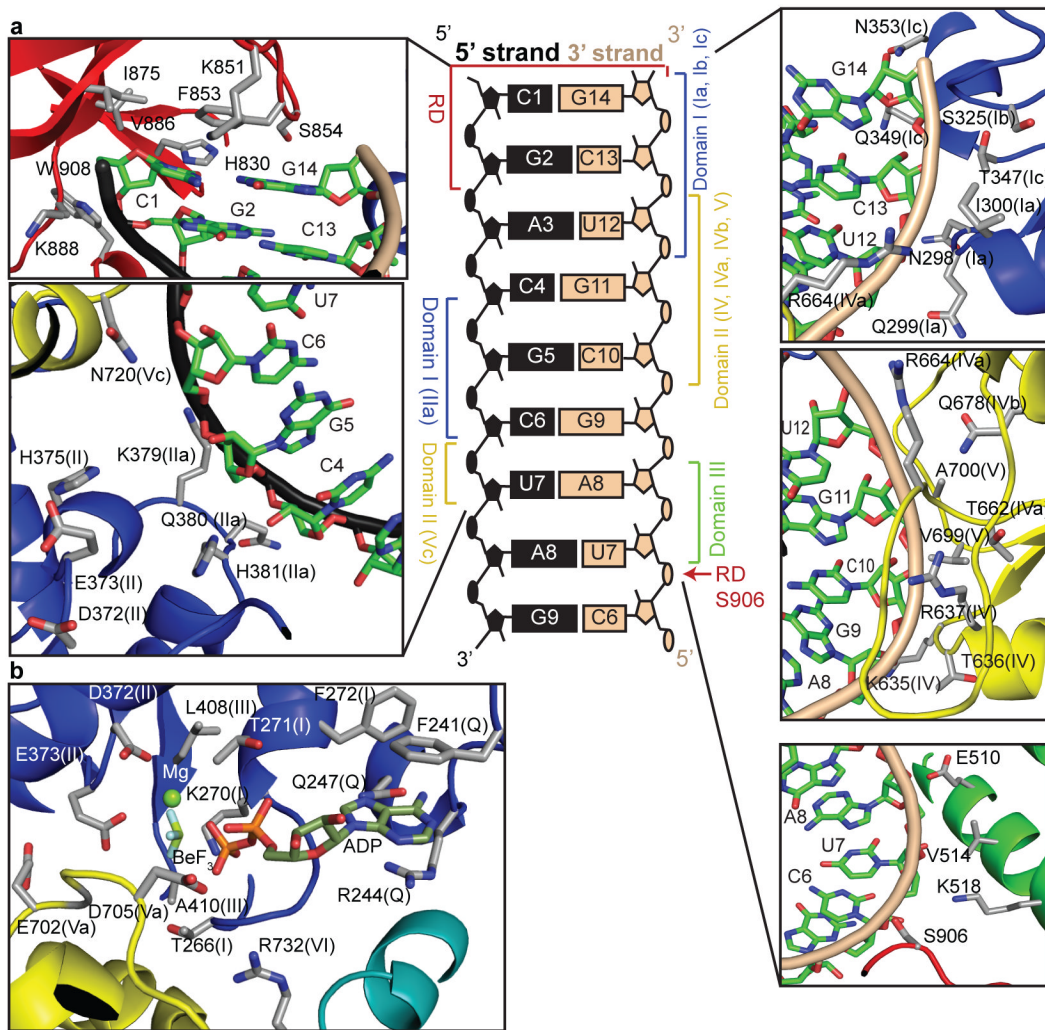 a
I875
K851
F853
V886
S854
W908
H830
G14
C1
G2
C13
K888
U7
C6
N720(Vc)
G5
H375(II)
K379(IIa)
C4
Q380 (IIa)
E373(II)
H381(IIa)
D372(II)
5’
3’
5’ strand 3’ strand
RD
C1 G14
G2 C13
A3 U12
C4 G11
G5 C10
C6 G9
U7 A8
A8 U7
G9 C6
3’
5’
Domain I (IIa)
Domain II (Vc)
Domain I (Ia, Ib, Ic)
Domain II (IV, IVa, IVb, V)
Domain III
RD
S906
N353(Ic)
G14
S325(Ib)
Q349(Ic)
T347(Ic
C13
I300(Ia)
U12
N298 (Ia)
R664(IVa)
Q299(Ia)
R664(IVa)
Q678(IVb)
U12
A700(V)
G11
T662(IVa
V699(V)
C10
R637(IV)
G9
T636(IV)
A8
K635(IV)
E510
A8
U7
V514
C6
K518
S906
b
D372(II)
F272(I)
L408(III)
T271(I)
F241(Q)
E373(II)
Mg
Q247(Q)
K270(I)
ADP
BeF3
R244(Q)
D705(Va)
A410(III)
E702(Va)
T266(I)
R732(VI)